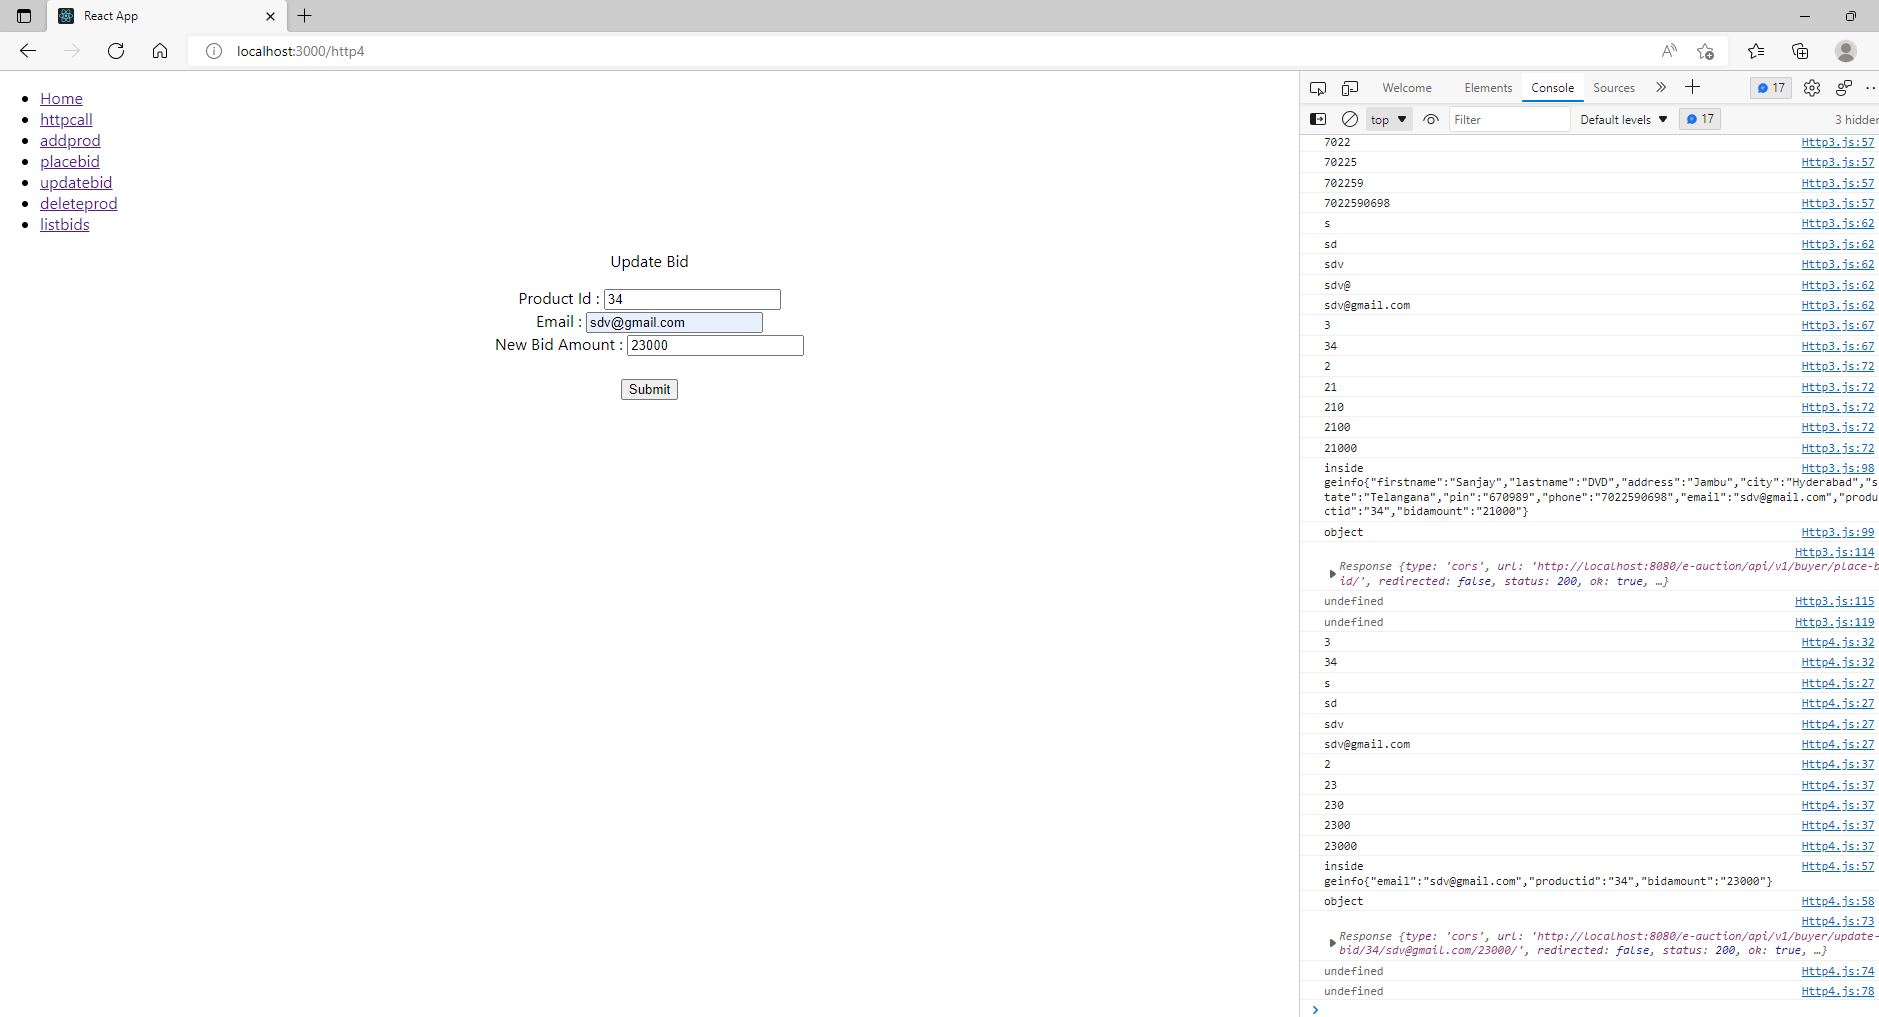 React App
localhost:3000/http4
Home
httpcall
addprod
placebid
updatebid
deleteprod
listbids
Update Bid
Product Id : 34
Email : sdv@gmail.com
New Bid Amount : 23000
Submit
Welcome Elements Console Sources 17
top Filter Default levels 17 3 hidden
7022 Http3.js:57
70225 Http3.js:57
702259 Http3.js:57
7022590698 Http3.js:57
s Http3.js:62
sd Http3.js:62
sdv Http3.js:62
sdv@ Http3.js:62
sdv@gmail.com Http3.js:62
3 Http3.js:67
34 Http3.js:67
2 Http3.js:72
21 Http3.js:72
210 Http3.js:72
2100 Http3.js:72
21000 Http3.js:72
inside Http3.js:98
geinfo{"firstname":"Sanjay","lastname":"DVD","address":"Jambu","city":"Hyderabad","s
tate":"Telangana","pin":"670989","phone":"7022590698","email":"sdv@gmail.com","produ
ctid":"34","bidamount":"21000"}
object Http3.js:99
Http3.js:114
Response {type: 'cors', url: 'http://localhost:8080/e-auction/api/v1/buyer/place-b
id/', redirected: false, status: 200, ok: true, …}
undefined Http3.js:115
undefined Http3.js:119
3 Http4.js:32
34 Http4.js:32
s Http4.js:27
sd Http4.js:27
sdv Http4.js:27
sdv@gmail.com Http4.js:27
2 Http4.js:37
23 Http4.js:37
230 Http4.js:37
2300 Http4.js:37
23000 Http4.js:37
inside Http4.js:57
geinfo{"email":"sdv@gmail.com","productid":"34","bidamount":"23000"}
object Http4.js:58
Http4.js:73
Response {type: 'cors', url: 'http://localhost:8080/e-auction/api/v1/buyer/update-
bid/34/sdv@gmail.com/23000/', redirected: false, status: 200, ok: true, …}
undefined Http4.js:74
undefined Http4.js:78